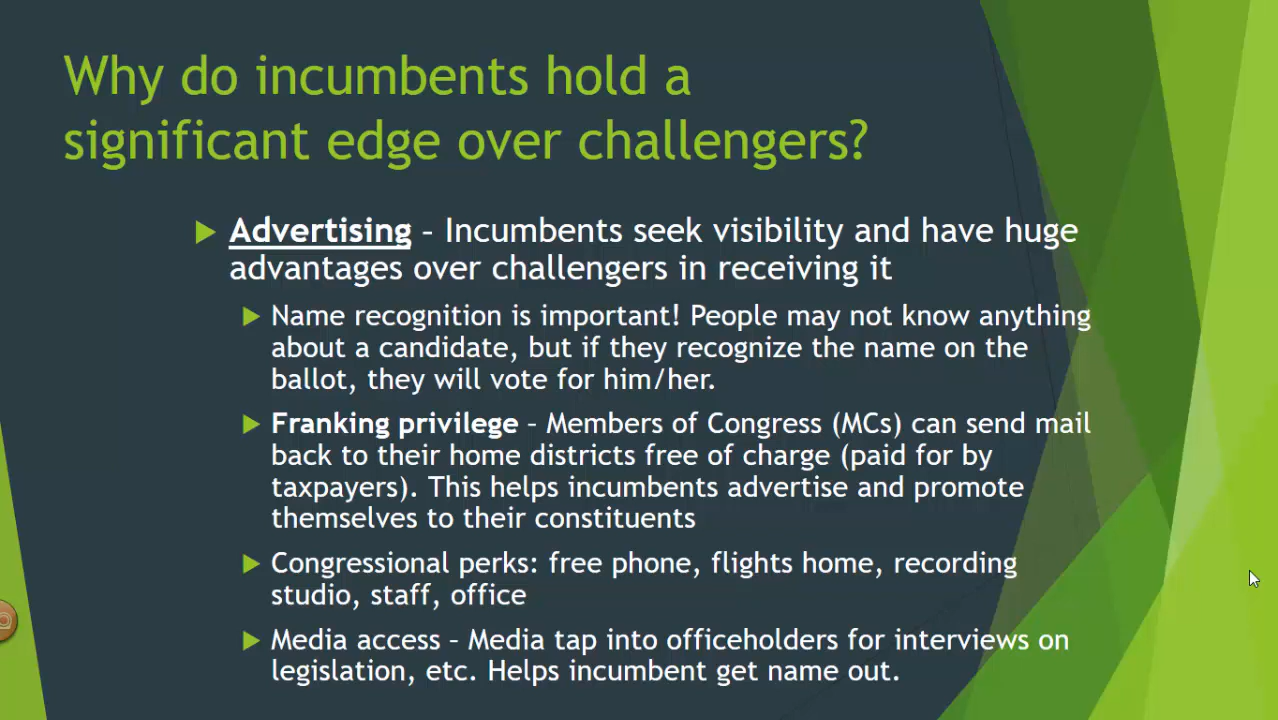 Why do incumbents hold a
significant edge over challengers?
Advertising – Incumbents seek visibility and have huge
advantages over challengers in receiving it
Name recognition is important! People may not know anything
about a candidate, but if they recognize the name on the
ballot, they will vote for him/her.
Franking privilege – Members of Congress (MCs) can send mail
back to their home districts free of charge (paid for by
taxpayers). This helps incumbents advertise and promote
themselves to their constituents
Congressional perks: free phone, flights home, recording
studio, staff, office
Media access – Media tap into officeholders for interviews on
legislation, etc. Helps incumbent get name out.